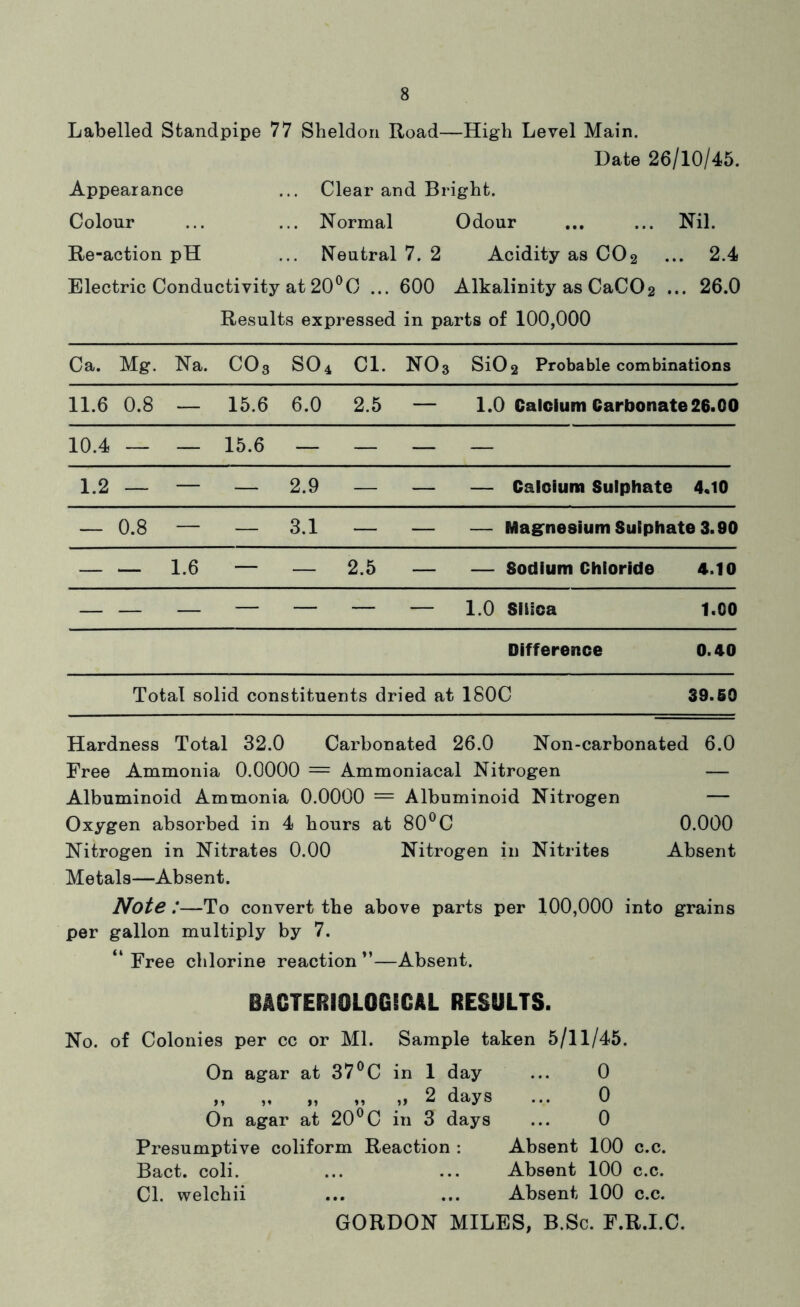 8
Labelled Standpipe 77 Sheldon Road—High Level Main.
Date 26/10/45.
Appearance ... Clear and Bright.
Colour ... ... Normal Odour ... ... Nil.
Re-action pH ... Neutral 7. 2 Acidity as CO2 ... 2.4
Electric Conductivity at 20⁰C ... 600 Alkalinity as CaCO2 ... 26.0
Results expressed in parts of 100,000
Ca. Mg. Na. CO3 SO4 Cl. NO3 SiO2 Probable combinations
11.6 0.8 — 15.6 6.0 2.5 — 1.0 Calcium Carbonate 26.00
10.4 — — 15.6 — — — —
1.2 — — — 2.9 — — — Calcium Sulphate 4.10
— 0.8 — — 3.1 — — — Magnesium Sulphate 3.90
— — 1.6 — — 2.5 — — Sodium Chloride 4.10
— — — — — — — 1.0 Silica 1.00
Difference 0.40
Total solid constituents dried at 180C 39.50
Hardness Total 32.0 Carbonated 26.0 Non-carbonated 6.0
Free Ammonia 0.0000 = Ammoniacal Nitrogen —
Albuminoid Ammonia 0.0000 = Albuminoid Nitrogen —
Oxygen absorbed in 4 hours at 80⁰C 0.000
Nitrogen in Nitrates 0.00 Nitrogen in Nitrites Absent
Metals—Absent.
Note:—To convert the above parts per 100,000 into grains
per gallon multiply by 7.
“Free chlorine reaction”—Absent.
BACTERIOLOGICAL RESULTS.
No. of Colonies per cc or Ml. Sample taken 5/11/45.
On agar at 37⁰C in 1 day ... 0
,, ,, ,, ,, ,, 2 days ... 0
On agar at 20⁰C in 3 days ... 0
Presumptive coliform Reaction : Absent 100 c.c.
Bact. coli. ... ... Absent 100 c.c.
Cl. welchii ... ... Absent 100 c.c.
GORDON MILES, B.Sc. F.R.I.C.